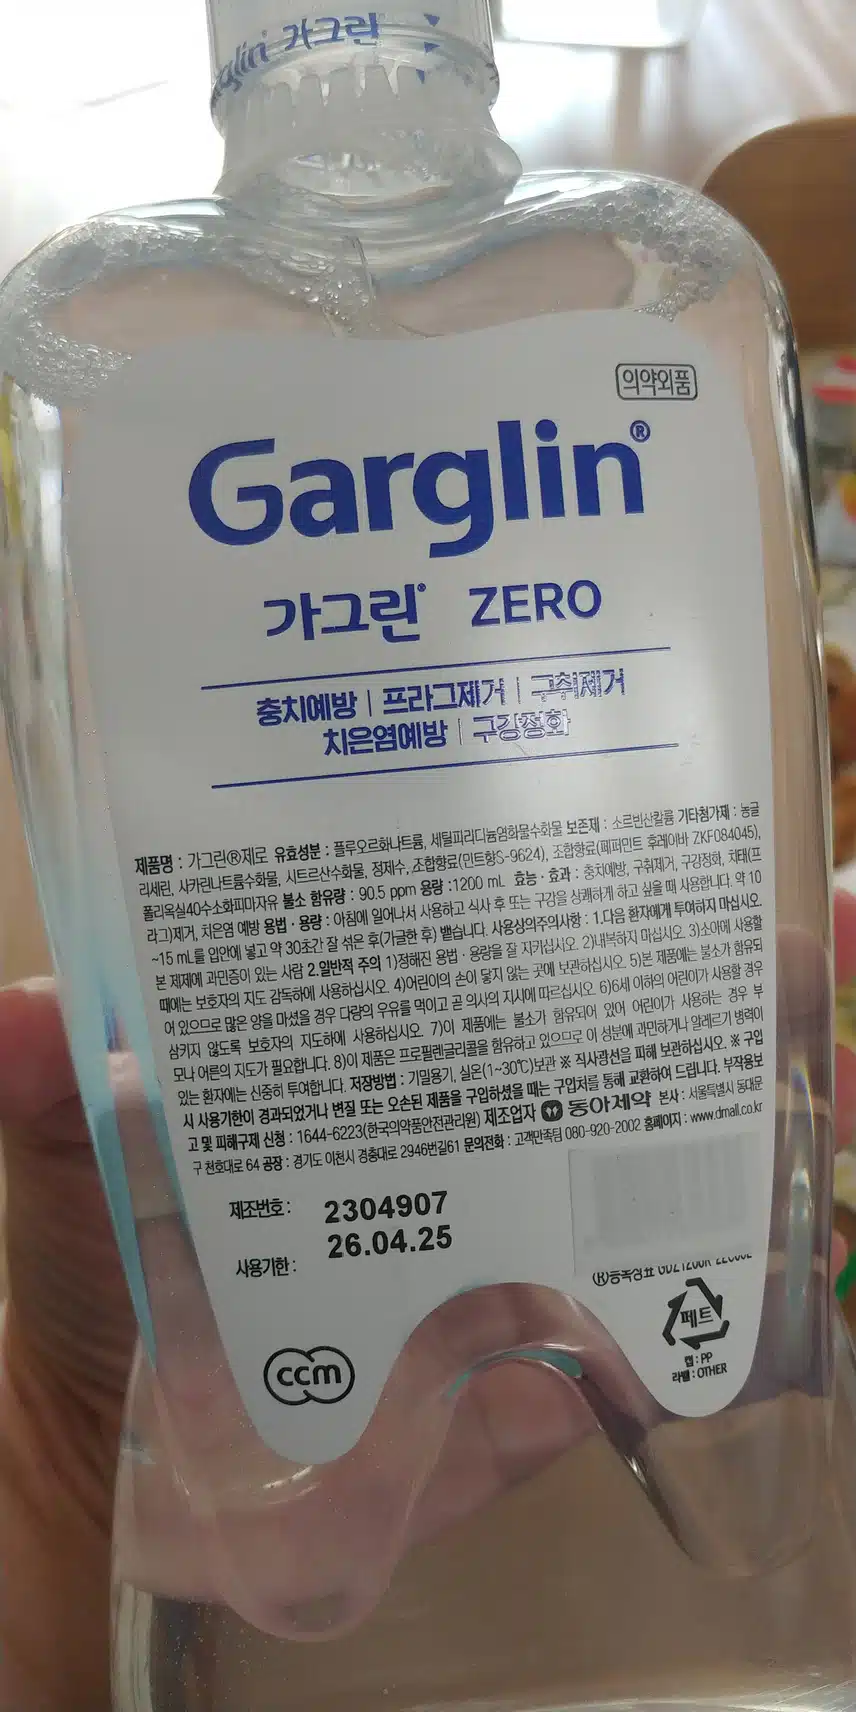 가그린
의약외품
Garglin®
가그린® ZERO
충치예방 | 프라그제거 | 구취제거
치은염예방 | 구강정화
제품명 : 가그린®제로 유효성분 : 플루오르화나트륨, 세틸피리디늄염화물수화물 보존제 : 소르빈산칼륨 기타첨가제 : 농글
리세린, 사카린나트륨수화물, 시트르산수화물, 정제수, 조합향료(민트향S-9624), 조합향료(페퍼민트 후레이바 ZKF084045),
폴리옥실40수소화피마자유 불소 함유량 : 90.5 ppm 용량 :1200 mL 효능·효과 : 충치예방, 구취제거, 구강정화, 치태(프
라그)제거, 치은염 예방 용법·용량 : 아침에 일어나서 사용하고 식사 후 또는 구강을 상쾌하게 하고 싶을 때 사용합니다. 약 10
~15 mL를 입안에 넣고 약 30초간 잘 섞은 후(가글한 후) 뱉습니다. 사용상의주의사항 : 1.다음 환자에게 투여하지 마십시오.
본 제제에 과민증이 있는 사람 2.일반적 주의 1)정해진 용법·용량을 잘 지키십시오. 2)내복하지 마십시오. 3)소아에 사용할
때에는 보호자의 지도 감독하에 사용하십시오. 4)어린이의 손이 닿지 않는 곳에 보관하십시오. 5)본 제품에는 불소가 함유되
어 있으므로 많은 양을 마셨을 경우 다량의 우유를 먹이고 곧 의사의 지시에 따르십시오. 6)6세 이하의 어린이가 사용할 경우
삼키지 않도록 보호자의 지도하에 사용하십시오. 7)이 제품에는 불소가 함유되어 있어 어린이가 사용하는 경우 부
모나 어른의 지도가 필요합니다. 8)이 제품은 프로필렌글리콜을 함유하고 있으므로 이 성분에 과민하거나 알레르기 병력이
있는 환자에는 신중히 투여합니다. 저장방법 : 기밀용기, 실온(1~30℃)보관 ※ 직사광선을 피해 보관하십시오. ※ 구입
시 사용기한이 경과되었거나 변질 또는 오손된 제품을 구입하셨을 때는 구입처를 통해 교환하여 드립니다. 부작용보
고 및 피해구제 신청 : 1644-6223(한국의약품안전관리원) 제조업자 동아제약 본사 : 서울특별시 동대문
구 천호대로 64 공장 : 경기도 이천시 경충대로 2946번길61 문의전화 : 고객만족팀 080-920-2002 홈페이지 : www.dmall.co.kr
제조번호 : 2304907
사용기한 : 26.04.25
®등록상표
ccm
페트
캡 : PP
라벨 : OTHER